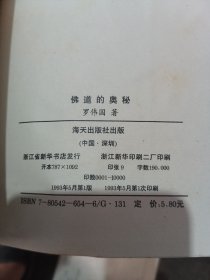 佛道的奥秘
罗伟国 著
海天出版社出版
(中国·深圳)
浙江省新华书店发行 浙江新华印刷二厂印刷
开本787×1092 印张9 字数190.000
印数0001—10000
1993年5月第1版 1993年5月第1次印刷
ISBN 7-80542-654-6/G·131 定价:5.80元